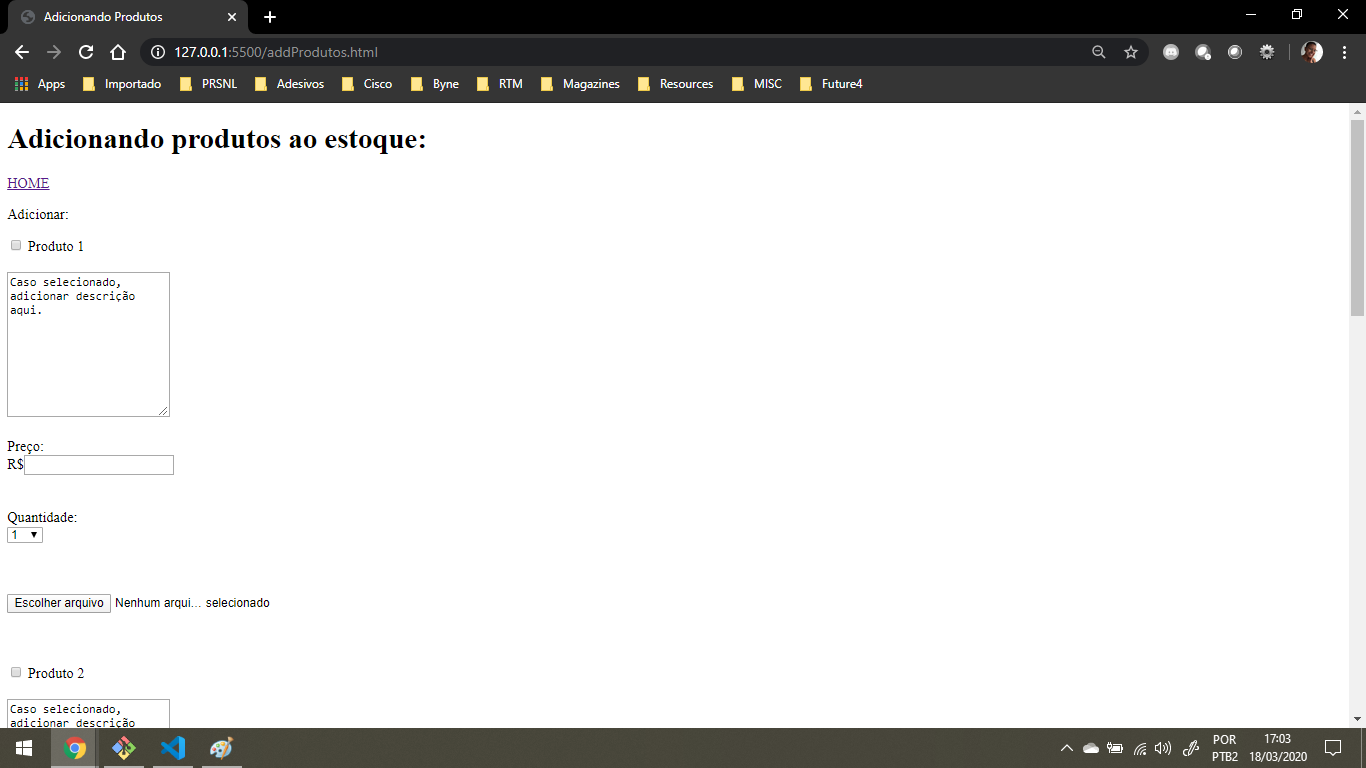 Adicionando Produtos
127.0.0.1:5500/addProdutos.html
Apps Importado PRSNL Adesivos Cisco Byne RTM Magazines Resources MISC Future4
Adicionando produtos ao estoque:
HOME
Adicionar:
Produto 1
Caso selecionado,
adicionar descrição
aqui.
Preço:
R$
Quantidade:
1
Escolher arquivo Nenhum arqui... selecionado
Produto 2
Caso selecionado,
adicionar descrição
POR 17:03
PTB2 18/03/2020